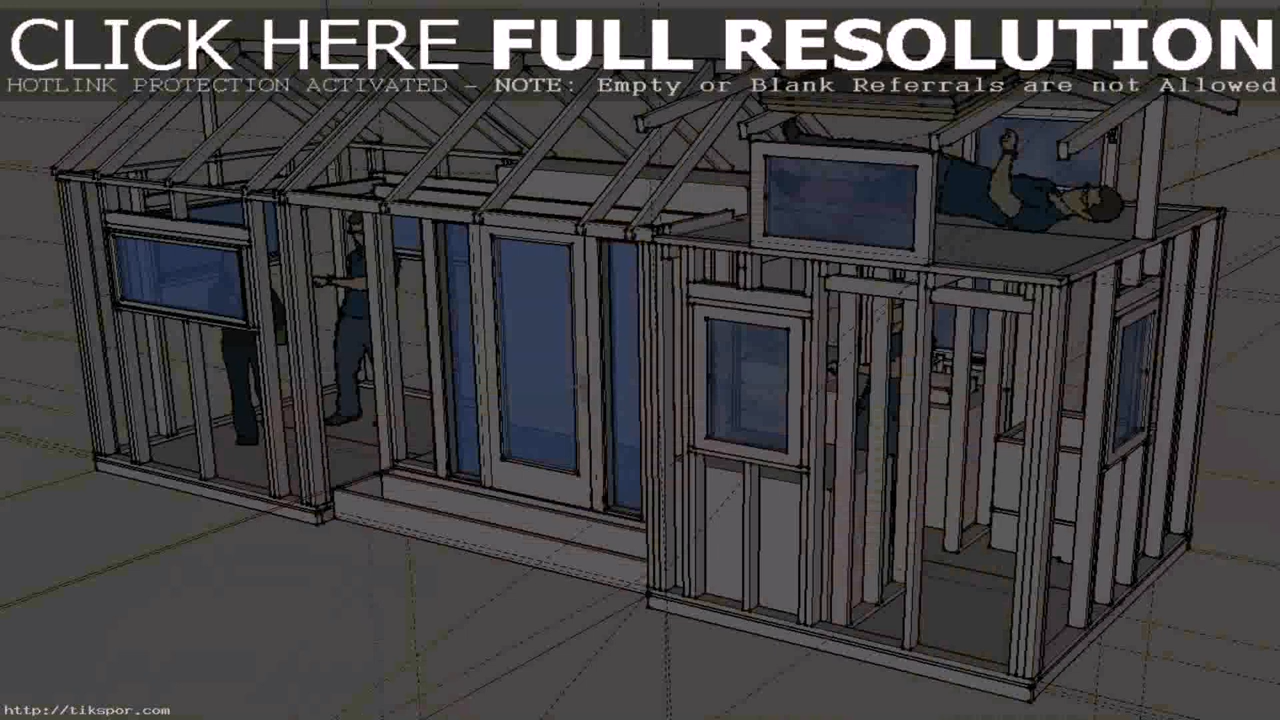 CLICK HERE FULL RESOLUTION
HOTLINK PROTECTION ACTIVATED - NOTE: Empty or Blank Referrals are not Allowed
http://tikspor.com